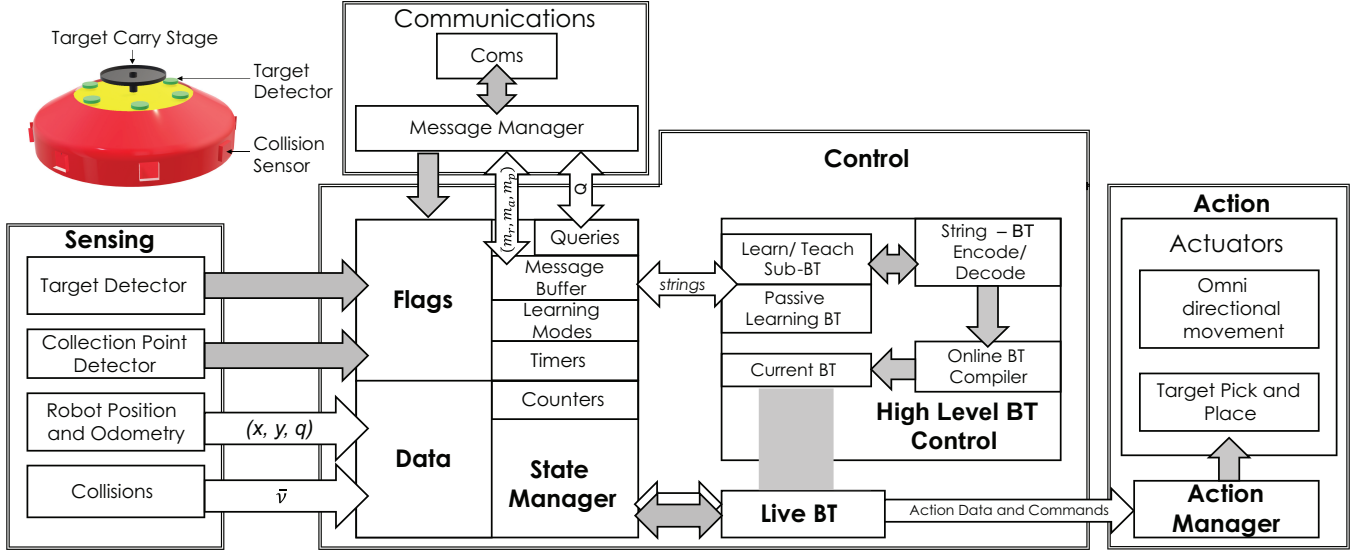 Target Carry Stage
Target
Detector
Collision
Sensor
Communications
Coms
Message Manager
(m_r, m_a, m_p)
Q
Control
Sensing
Target Detector
Collection Point
Detector
Robot Position
and Odometry
(x, y, q)
Collisions
ν̄
Flags
Data
Queries
Message
Buffer
Learning
Modes
Timers
Counters
State
Manager
strings
Learn/ Teach
Sub-BT
Passive
Learning BT
String – BT
Encode/
Decode
Current BT
Online BT
Compiler
High Level BT
Control
Live BT
Action Data and Commands
Action
Actuators
Omni
directional
movement
Target Pick and
Place
Action
Manager